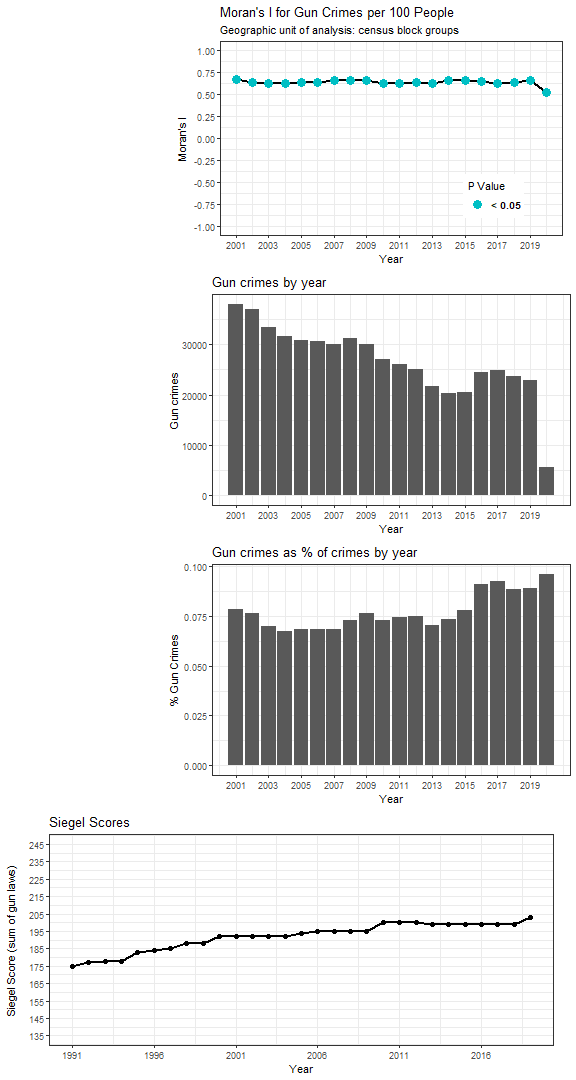 Moran's I for Gun Crimes per 100 People
Geographic unit of analysis: census block groups
1.00
0.75
0.50
0.25
0.00
-0.25
-0.50
-0.75
-1.00
Moran's I
P Value
< 0.05
2001 2003 2005 2007 2009 2011 2013 2015 2017 2019
Year
Gun crimes by year
30000
20000
10000
0
Gun crimes
2001 2003 2005 2007 2009 2011 2013 2015 2017 2019
Year
Gun crimes as % of crimes by year
0.100
0.075
0.050
0.025
0.000
% Gun Crimes
2001 2003 2005 2007 2009 2011 2013 2015 2017 2019
Year
Siegel Scores
245
235
225
215
205
195
185
175
165
155
145
135
Siegel Score (sum of gun laws)
1991 1996 2001 2006 2011 2016
Year